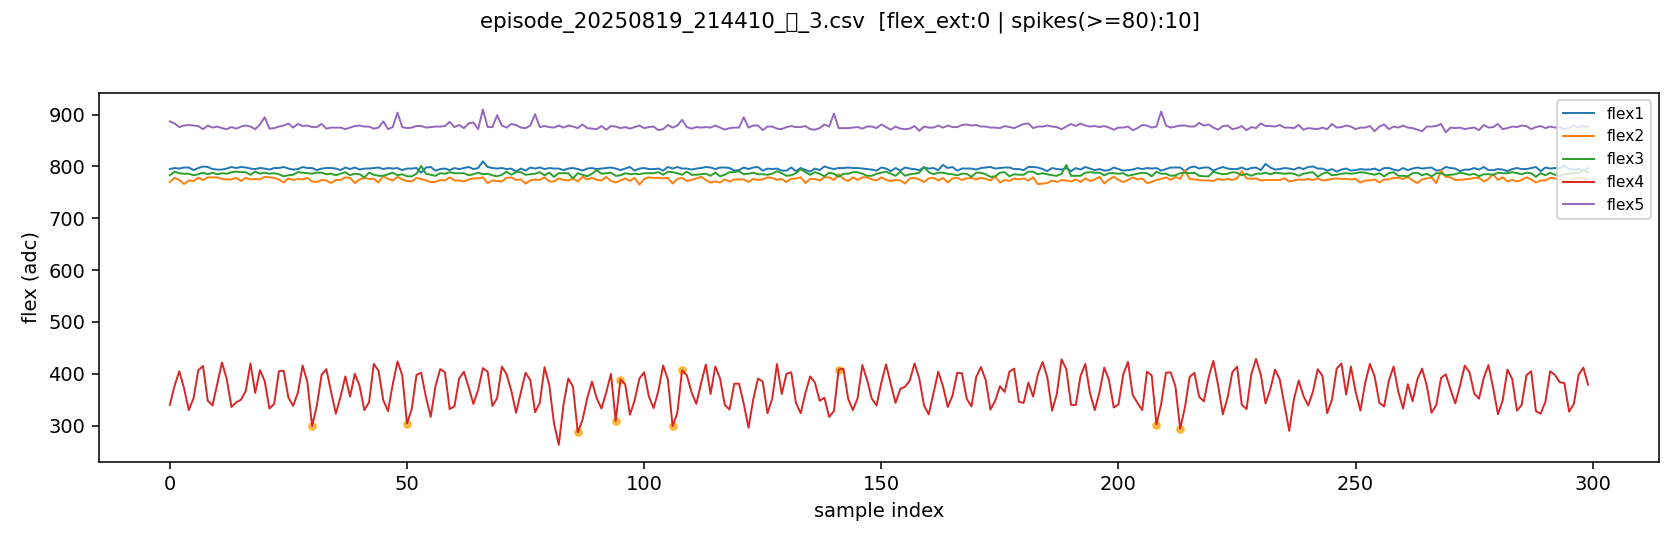 episode_20250819_214410_▯_3.csv  [flex_ext:0 | spikes(>=80):10]
900
800
700
600
500
400
300
flex (adc)
flex1
flex2
flex3
flex4
flex5
0
50
100
150
200
250
300
sample index